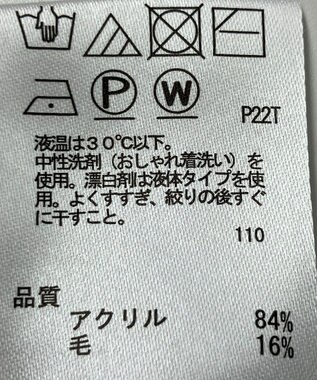 P W P22T
液温は30℃以下。
中性洗剤（おしゃれ着洗い）を
使用。漂白剤は液体タイプを使
用。よくすすぎ、絞りの後すぐ
に干すこと。
110
品質
アクリル 84%
毛 16%